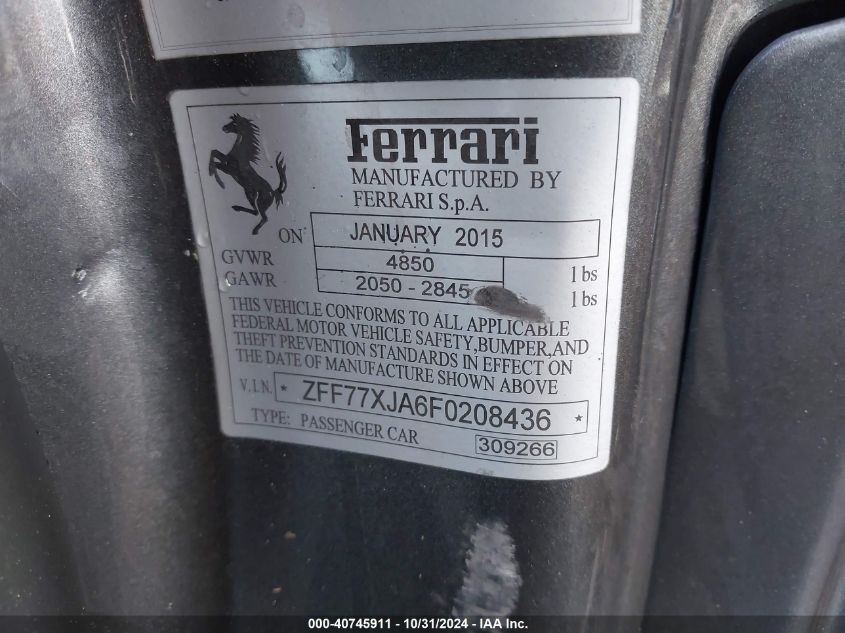 Ferrari
MANUFACTURED BY
FERRARI S.p.A.
ON JANUARY 2015
GVWR 4850 lbs
GAWR 2050 - 2845 lbs
THIS VEHICLE CONFORMS TO ALL APPLICABLE
FEDERAL MOTOR VEHICLE SAFETY,BUMPER,AND
THEFT PREVENTION STANDARDS IN EFFECT ON
THE DATE OF MANUFACTURE SHOWN ABOVE
V.I.N. * ZFF77XJA6F0208436 *
TYPE: PASSENGER CAR 309266
000-40745911 - 10/31/2024 - IAA Inc.